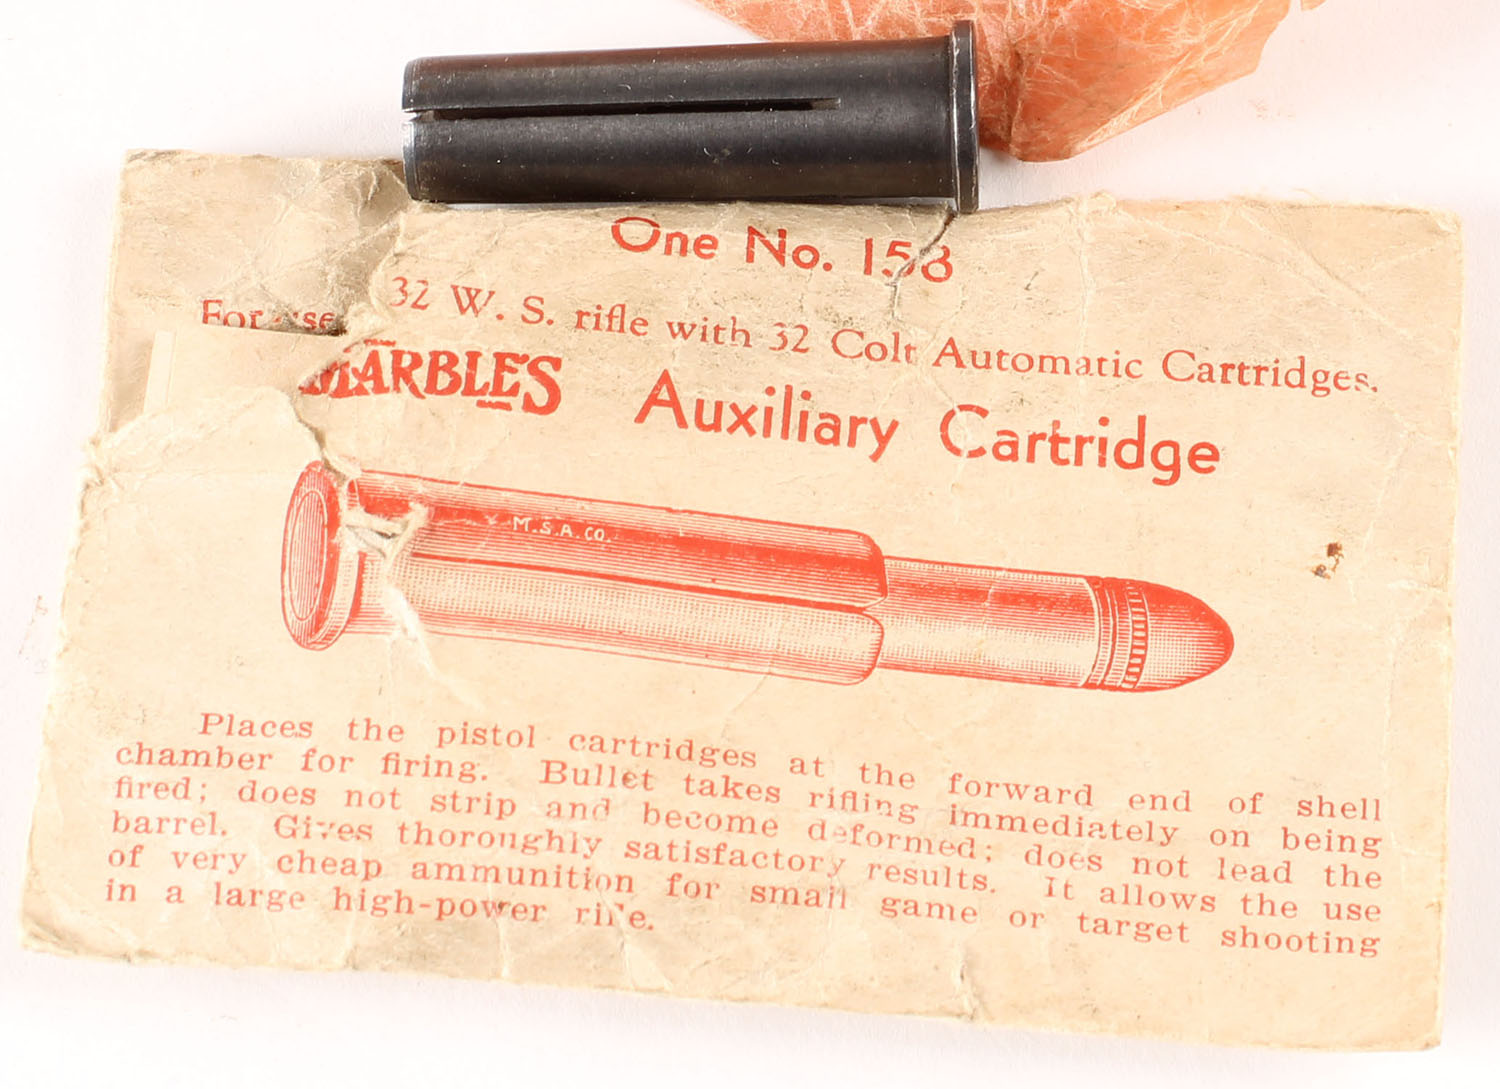 One No. 158
For use 32 W. S. rifle with 32 Colt Automatic Cartridges.
MARBLES Auxiliary Cartridge
M.S.A. CO.
Places the pistol cartridges at the forward end of shell
chamber for firing. Bullet takes rifling immediately on being
fired; does not strip and become deformed; does not lead the
barrel. Gives thoroughly satisfactory results. It allows the use
of very cheap ammunition for small game or target shooting
in a large high-power rifle.